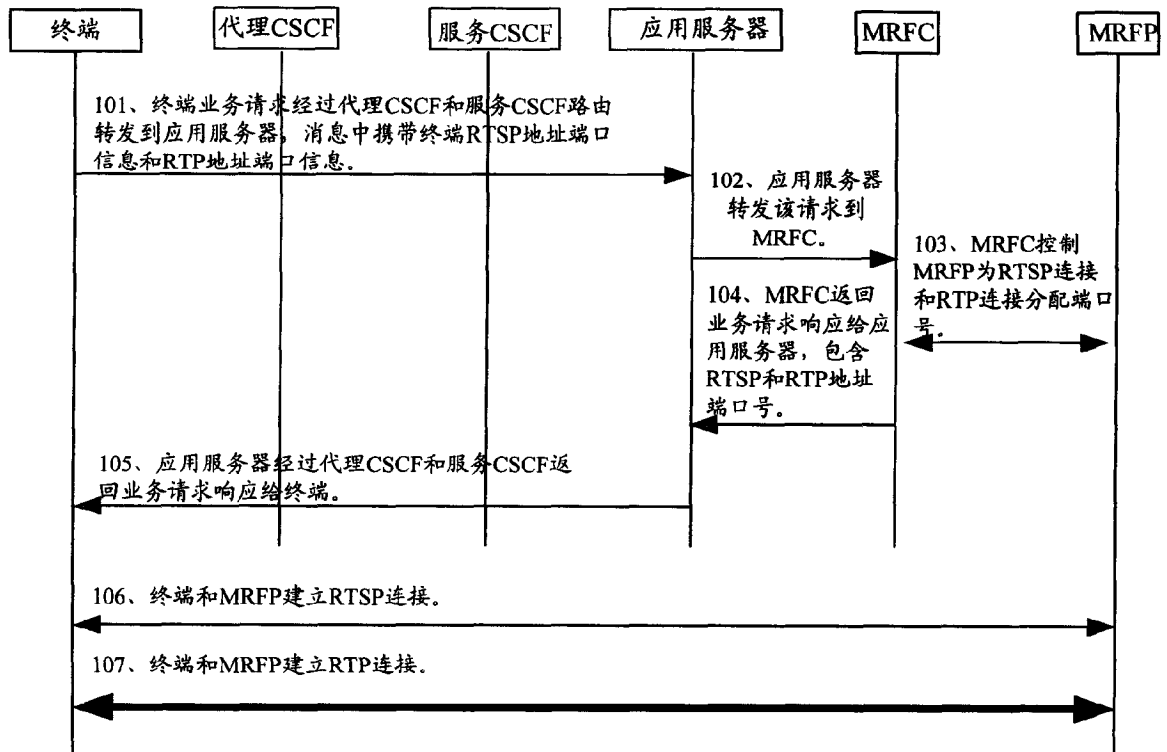 终端
代理CSCF
服务CSCF
应用服务器
MRFC
MRFP
101、终端业务请求经过代理CSCF和服务CSCF路由
转发到应用服务器，消息中携带终端RTSP地址端口
信息和RTP地址端口信息.
102、应用服务器
转发该请求到
MRFC。
103、MRFC控制
MRFP为RTSP连接
和RTP连接分配端口
号。
104、MRFC返回
业务请求响应给应
用服务器，包含
RTSP和RTP地址
端口号。
105、应用服务器经过代理CSCF和服务CSCF返
回业务请求响应给终端。
106、终端和MRFP建立RTSP连接。
107、终端和MRFP建立RTP连接。